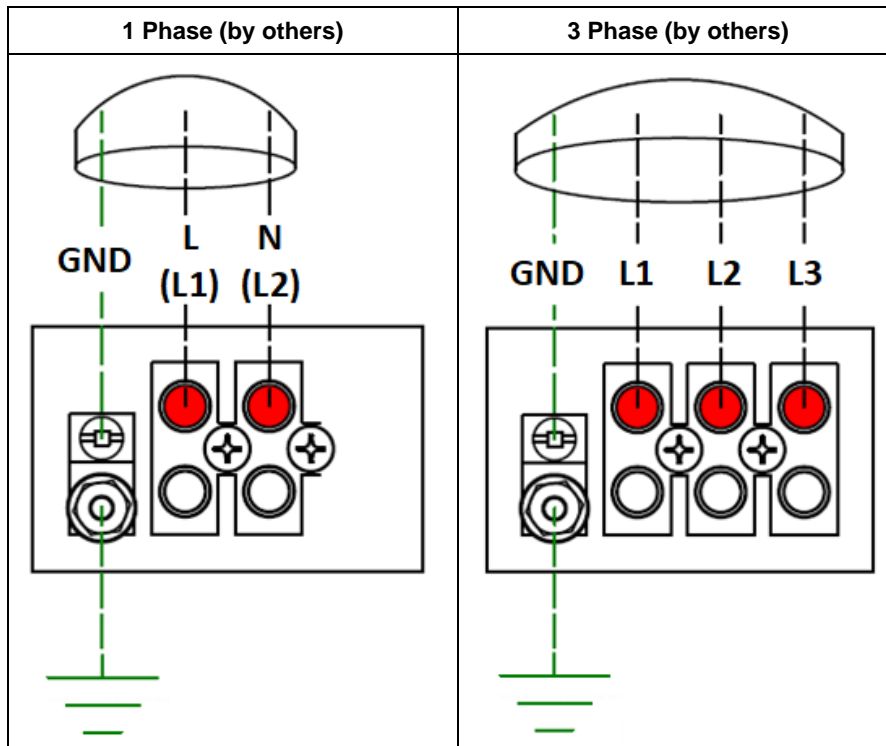 1 Phase (by others)
3 Phase (by others)
GND
L
(L1)
N
(L2)
GND
L1
L2
L3